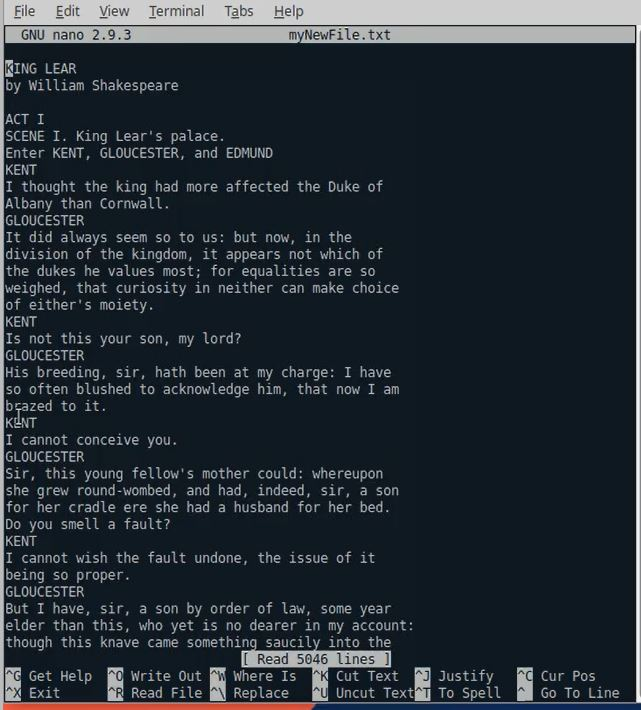 File Edit View Terminal Tabs Help
GNU nano 2.9.3 myNewFile.txt
KING LEAR
by William Shakespeare
ACT I
SCENE I. King Lear's palace.
Enter KENT, GLOUCESTER, and EDMUND
KENT
I thought the king had more affected the Duke of
Albany than Cornwall.
GLOUCESTER
It did always seem so to us: but now, in the
division of the kingdom, it appears not which of
the dukes he values most; for equalities are so
weighed, that curiosity in neither can make choice
of either's moiety.
KENT
Is not this your son, my lord?
GLOUCESTER
His breeding, sir, hath been at my charge: I have
so often blushed to acknowledge him, that now I am
brazed to it.
KENT
I cannot conceive you.
GLOUCESTER
Sir, this young fellow's mother could: whereupon
she grew round-wombed, and had, indeed, sir, a son
for her cradle ere she had a husband for her bed.
Do you smell a fault?
KENT
I cannot wish the fault undone, the issue of it
being so proper.
GLOUCESTER
But I have, sir, a son by order of law, some year
elder than this, who yet is no dearer in my account:
though this knave came something saucily into the
[ Read 5046 lines ]
^G Get Help ^O Write Out ^W Where Is ^K Cut Text ^J Justify ^C Cur Pos
^X Exit ^R Read File ^\ Replace ^U Uncut Text ^T To Spell ^_ Go To Line